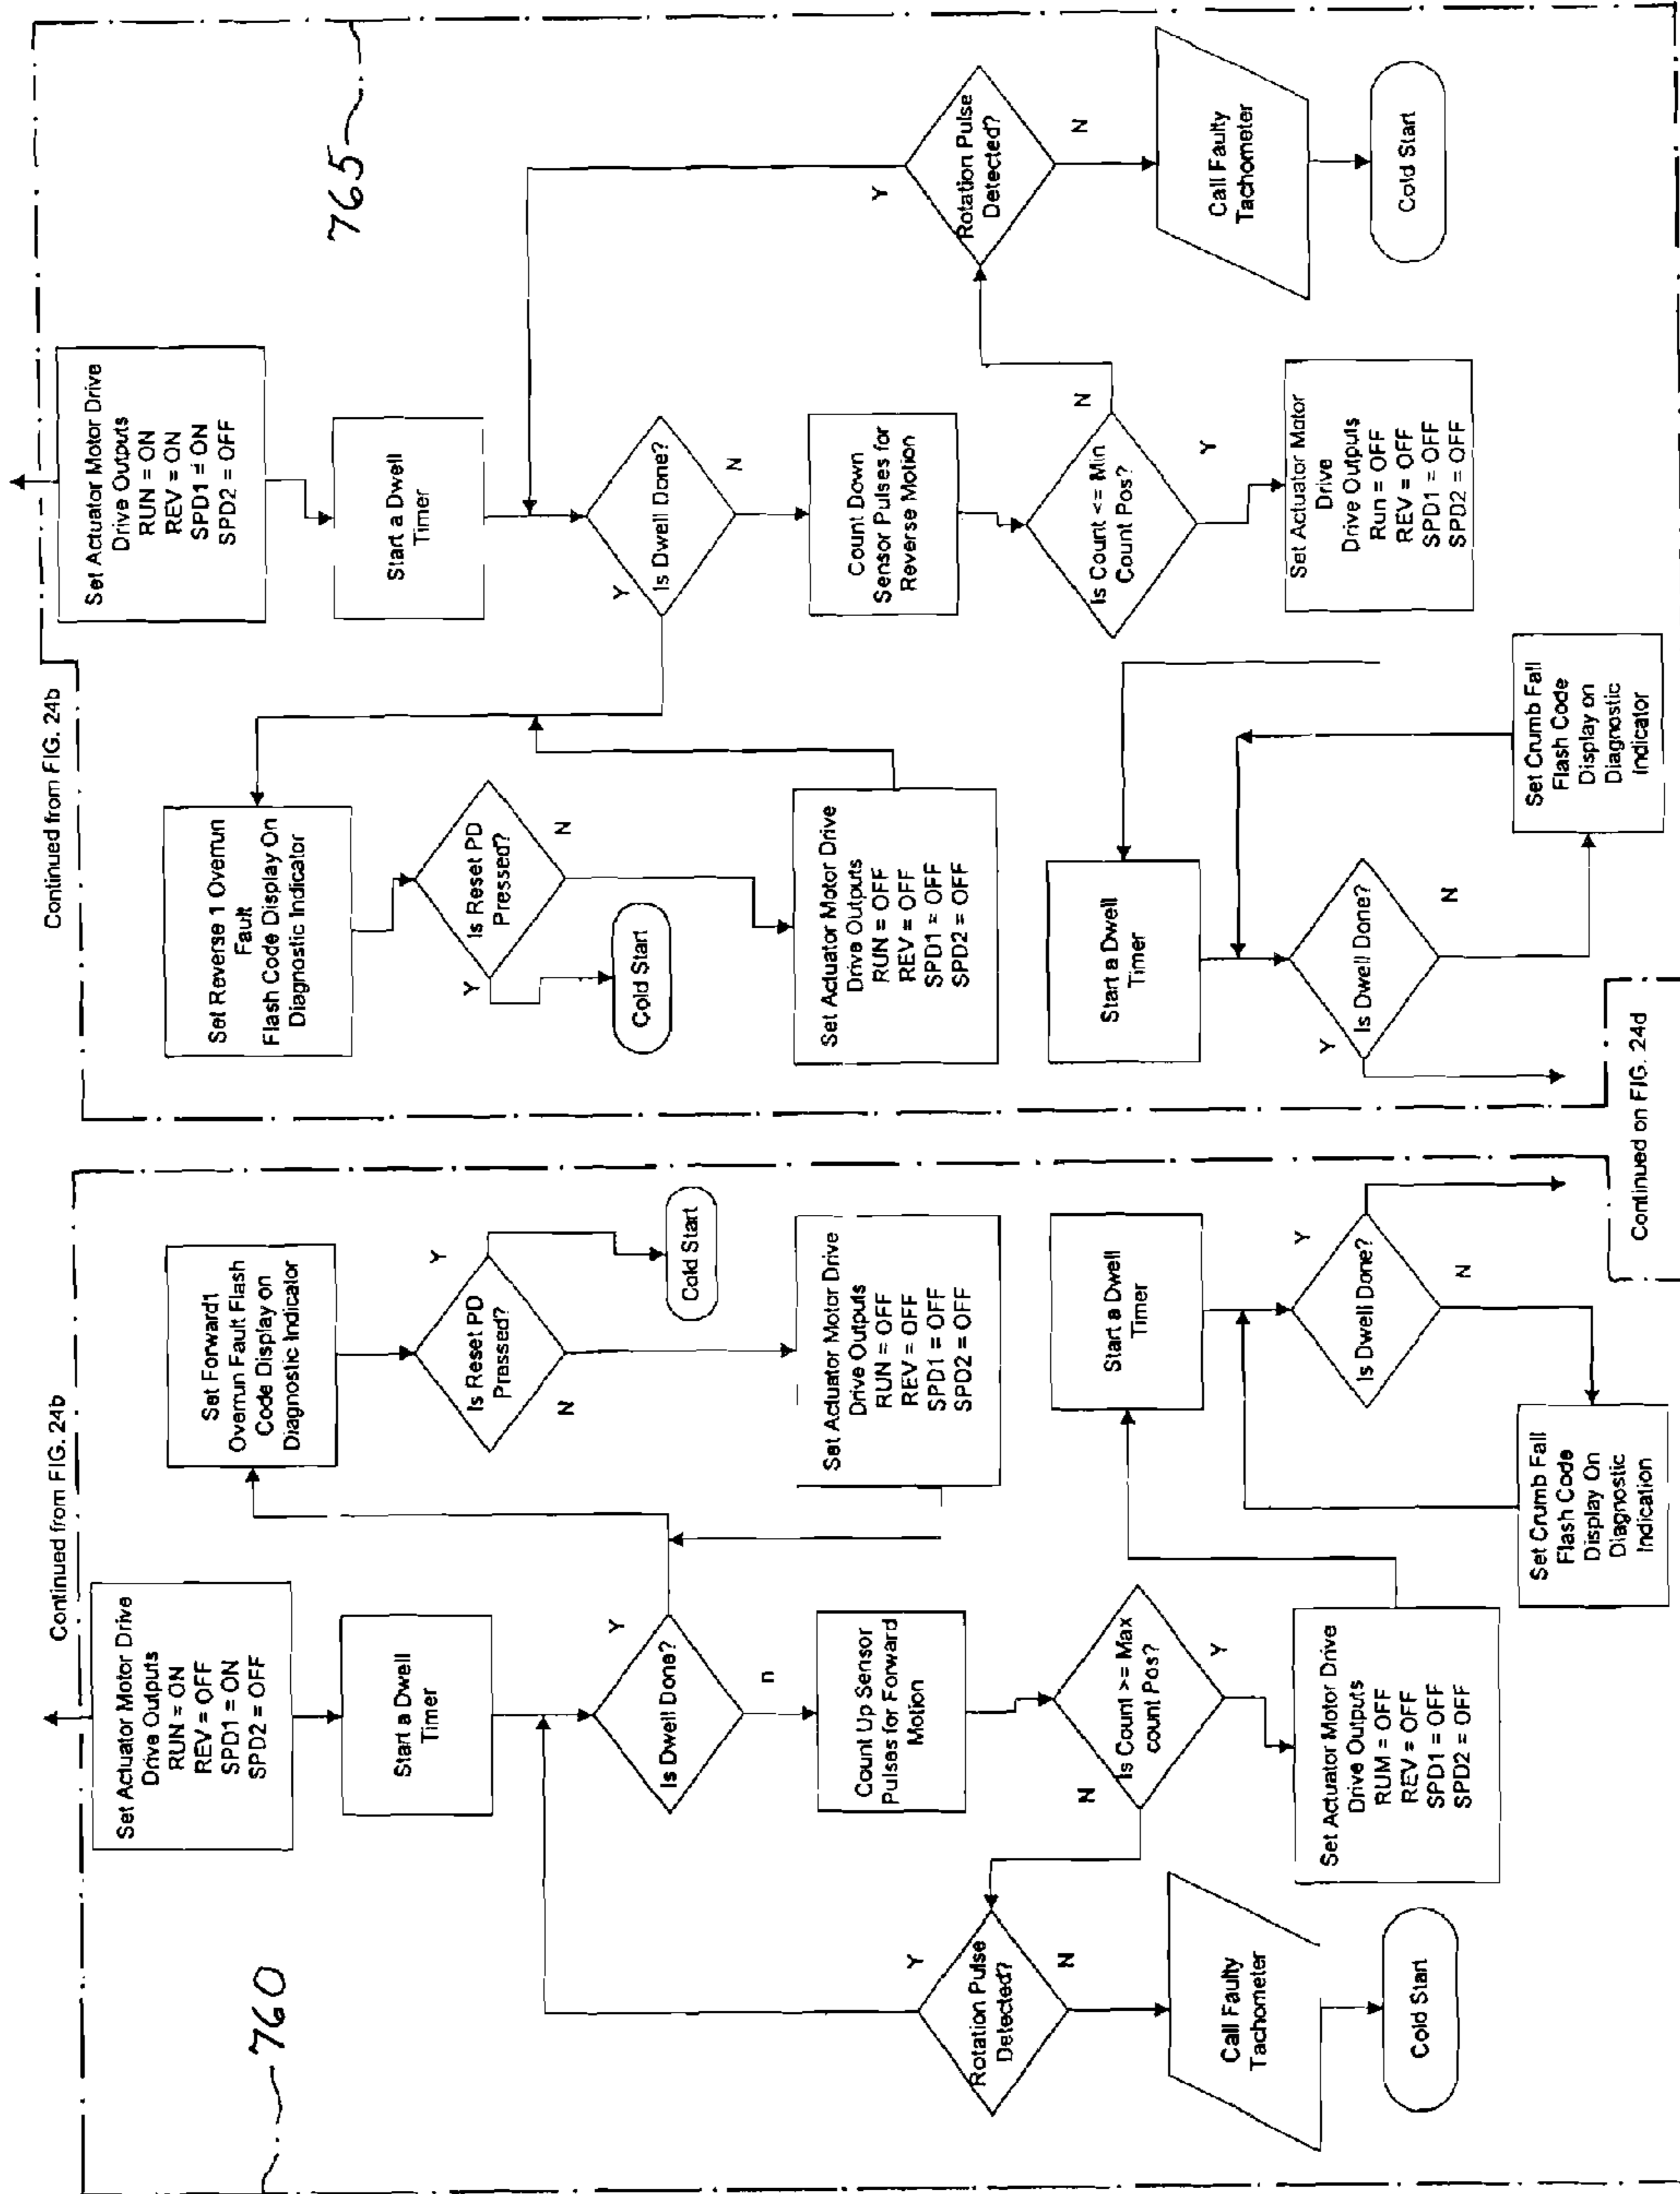 Continued from FIG. 24b
760
Set Actuator Motor Drive
Drive Outputs
RUN = ON
REV = OFF
SPD1 = ON
SPD2 = OFF
Start a Dwell
Timer
Is Dwell Done?
Y
n
Count Up Sensor
Pulses for Forward
Motion
Is Count >= Max
count Pos?
N
Y
Rotation Pulse
Detected?
Y
N
Call Faulty
Tachometer
Cold Start
Set Actuator Motor Drive
Drive Outputs
RUM = OFF
REV = OFF
SPD1 = OFF
SPD2 = OFF
Set Forward1
Overrun Fault Flash
Code Display on
Diagnostic Indicator
Is Reset PD
Pressed?
Y
N
Cold Start
Set Actuator Motor Drive
Drive Outputs
RUN = OFF
REV = OFF
SPD1 = OFF
SPD2 = OFF
Start a Dwell
Timer
Is Dwell Done?
Y
N
Set Crumb Fall
Flash Code
Display On
Diagnostic
Indication
Continued from FIG. 24b
765
Set Reverse 1 Overrun
Fault
Flash Code Display On
Diagnostic Indicator
Is Reset PD
Pressed?
Y
N
Cold Start
Set Actuator Motor Drive
Drive Outputs
RUN = OFF
REV = OFF
SPD1 = OFF
SPD2 = OFF
Start a Dwell
Timer
Is Dwell Done?
Y
N
Set Crumb Fall
Flash Code
Display on
Diagnostic
Indicator
Set Actuator Motor Drive
Drive Outputs
RUN = ON
REV = ON
SPD1 = ON
SPD2 = OFF
Start a Dwell
Timer
Is Dwell Done?
Y
N
Count Down
Sensor Pulses for
Reverse Motion
Is Count <= Min
Count Pos?
N
Y
Set Actuator Motor
Drive
Drive Outputs
Run = OFF
REV = OFF
SPD1 = OFF
SPD2 = OFF
Rotation Pulse
Detected?
Y
N
Call Faulty
Tachometer
Cold Start
Continued on FIG. 24d